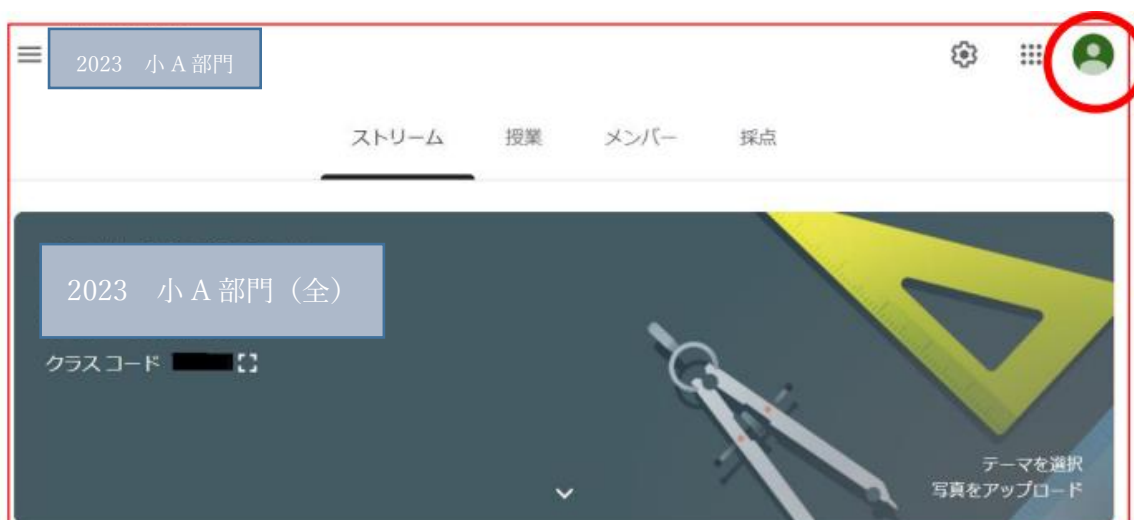 2023 小A部門
ストリーム 授業 メンバー 採点
2023 小A部門（全）
クラスコード
テーマを選択
写真をアップロード